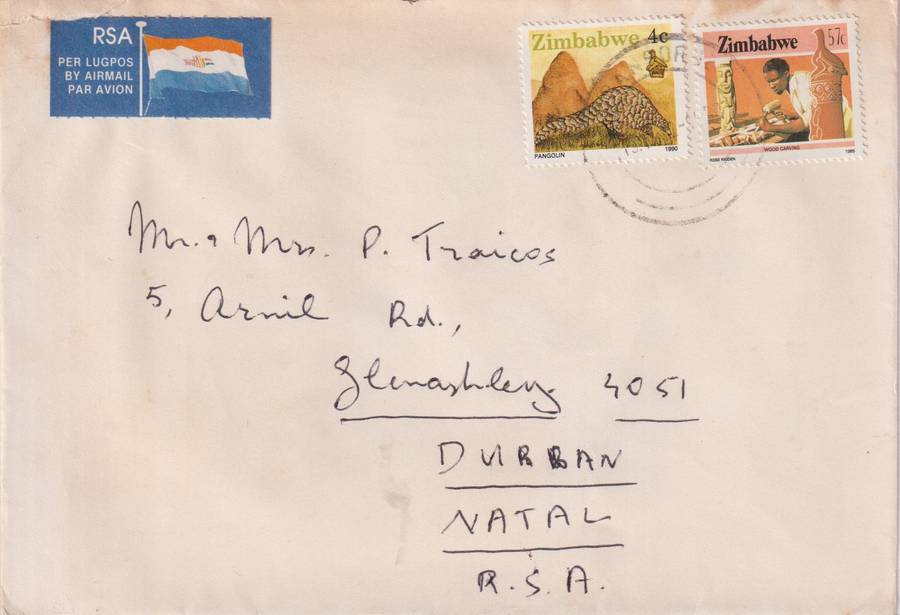 RSA
PER LUGPOS
BY AIRMAIL
PAR AVION
Zimbabwe 4c
PANGOLIN 1990
Zimbabwe 57c
WOOD CARVING 1985
Mr. & Mrs. P. Traicos
5, Arnil Rd.,
Glenashley 4051
DURBAN
NATAL
R.S.A.